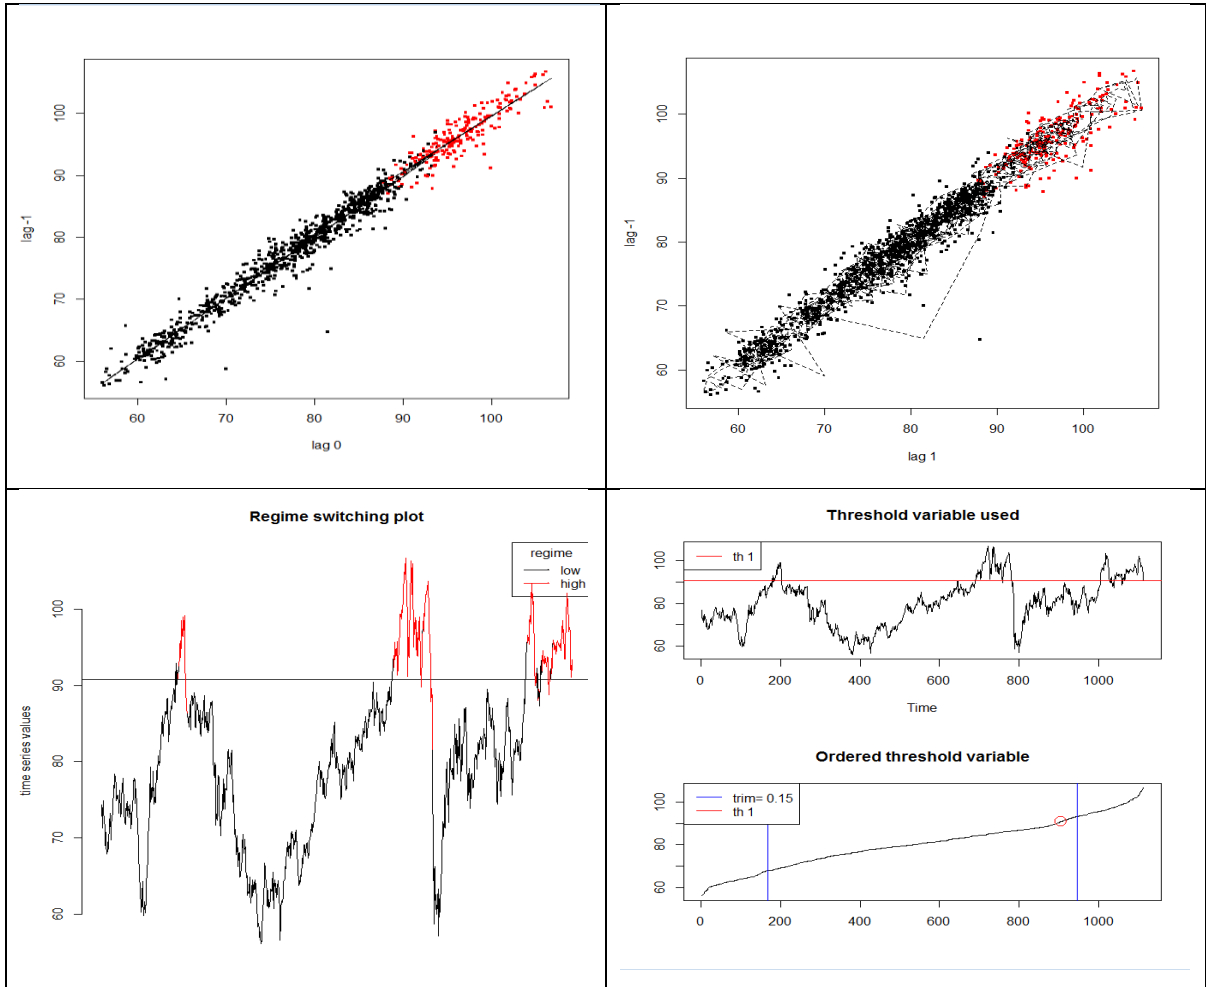 100
90
80
70
60
lag -1
60 70 80 90 100
lag 0
100
90
80
70
60
lag -1
60 70 80 90 100
lag 1
Regime switching plot
regime
low
high
100
90
80
70
60
time series values
Threshold variable used
th 1
100
80
60
0 200 400 600 800 1000
Time
Ordered threshold variable
trim= 0.15
th 1
100
80
60
0 200 400 600 800 1000